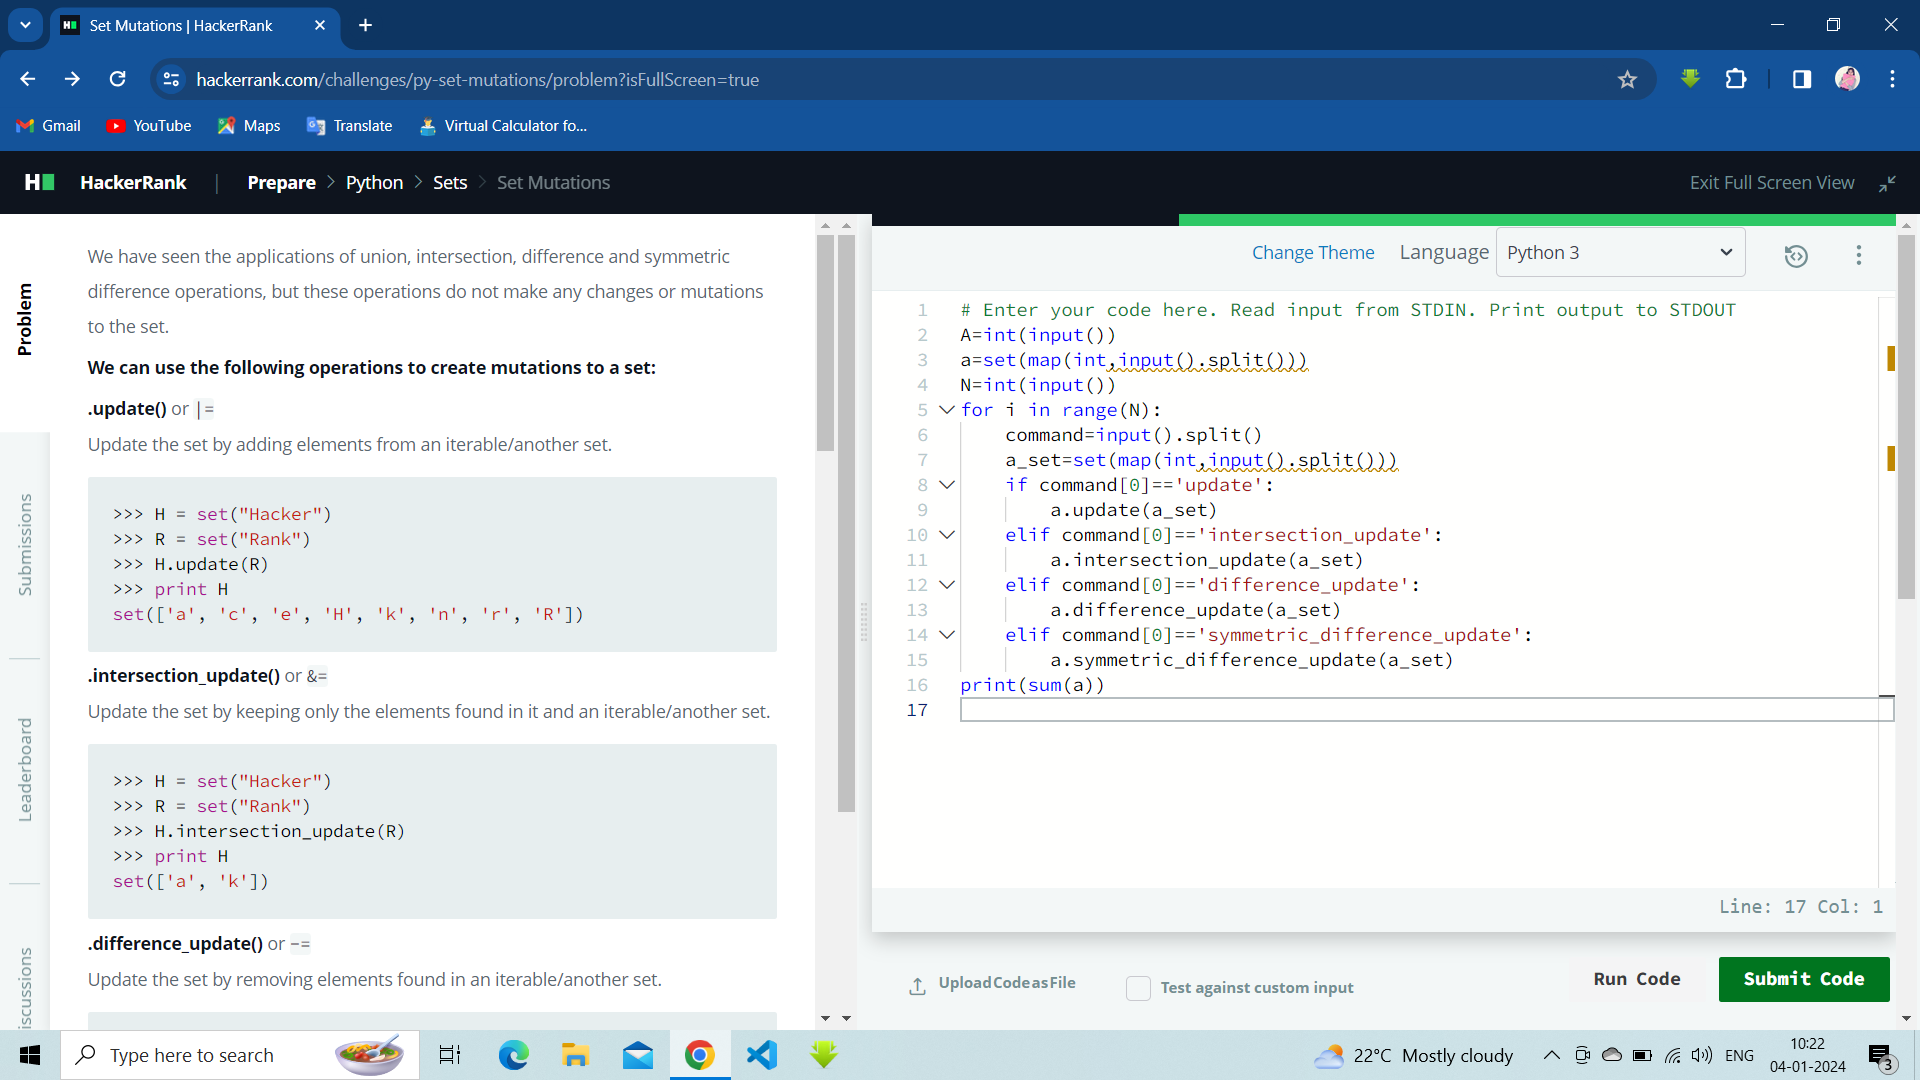 Set Mutations | HackerRank
hackerrank.com/challenges/py-set-mutations/problem?isFullScreen=true
Gmail
YouTube
Maps
Translate
Virtual Calculator fo...
HackerRank | Prepare > Python > Sets > Set Mutations
Exit Full Screen View
Problem
Submissions
Leaderboard
iscussions
We have seen the applications of union, intersection, difference and symmetric
difference operations, but these operations do not make any changes or mutations
to the set.
We can use the following operations to create mutations to a set:
.update() or |=
Update the set by adding elements from an iterable/another set.
>>> H = set("Hacker")
>>> R = set("Rank")
>>> H.update(R)
>>> print H
set(['a', 'c', 'e', 'H', 'k', 'n', 'r', 'R'])
.intersection_update() or &=
Update the set by keeping only the elements found in it and an iterable/another set.
>>> H = set("Hacker")
>>> R = set("Rank")
>>> H.intersection_update(R)
>>> print H
set(['a', 'k'])
.difference_update() or -=
Update the set by removing elements found in an iterable/another set.
Change Theme
Language
Python 3
1 # Enter your code here. Read input from STDIN. Print output to STDOUT
2 A=int(input())
3 a=set(map(int,input().split()))
4 N=int(input())
5 for i in range(N):
6     command=input().split()
7     a_set=set(map(int,input().split()))
8     if command[0]=='update':
9         a.update(a_set)
10     elif command[0]=='intersection_update':
11         a.intersection_update(a_set)
12     elif command[0]=='difference_update':
13         a.difference_update(a_set)
14     elif command[0]=='symmetric_difference_update':
15         a.symmetric_difference_update(a_set)
16 print(sum(a))
17
Line: 17 Col: 1
Upload Code as File
Test against custom input
Run Code
Submit Code
Type here to search
22°C Mostly cloudy
ENG
10:22
04-01-2024
3